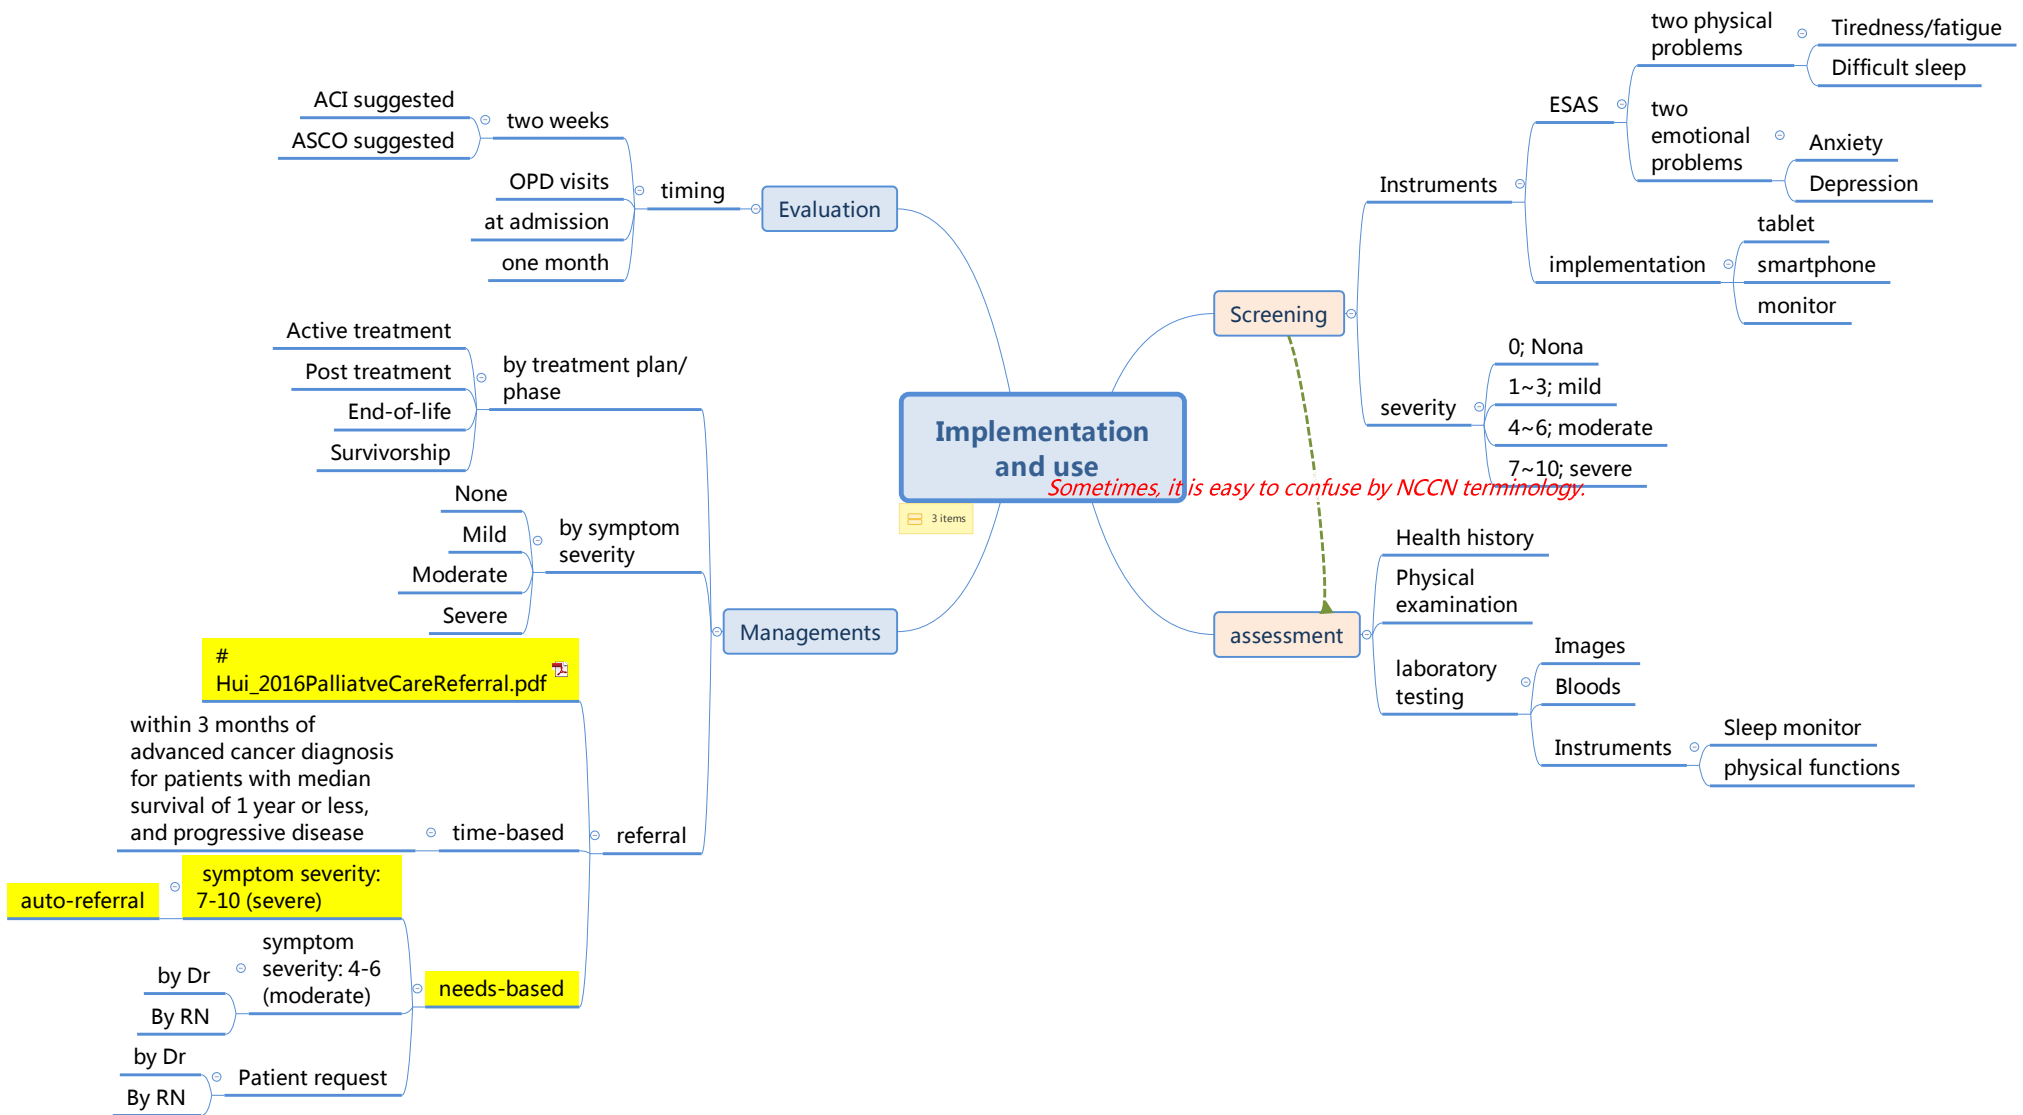 Implementation
and use
3 items
Sometimes, it is easy to confuse by NCCN terminology.
Screening
Instruments
ESAS
two physical
problems
Tiredness/fatigue
Difficult sleep
two
emotional
problems
Anxiety
Depression
implementation
tablet
smartphone
monitor
severity
0; Nona
1~3; mild
4~6; moderate
7~10; severe
assessment
Health history
Physical
examination
laboratory
testing
Images
Bloods
Instruments
Sleep monitor
physical functions
Evaluation
timing
two weeks
ACI suggested
ASCO suggested
OPD visits
at admission
one month
Managements
by treatment plan/
phase
Active treatment
Post treatment
End-of-life
Survivorship
by symptom
severity
None
Mild
Moderate
Severe
referral
#
Hui_2016PalliatveCareReferral.pdf
time-based
within 3 months of
advanced cancer diagnosis
for patients with median
survival of 1 year or less,
and progressive disease
needs-based
symptom severity:
7-10 (severe)
auto-referral
symptom
severity: 4-6
(moderate)
by Dr
By RN
Patient request
by Dr
By RN